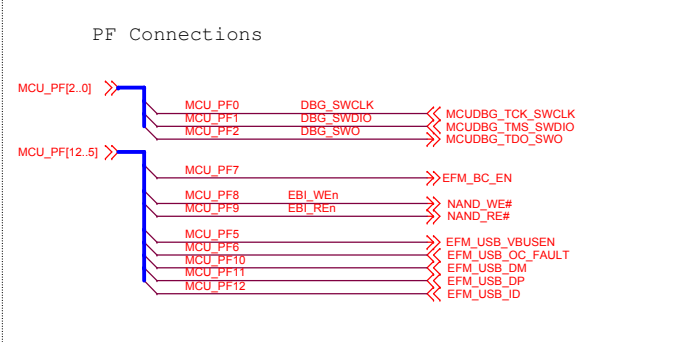 PF Connections
MCU_PF[2..0]
MCU_PF0 DBG_SWCLK MCUDBG_TCK_SWCLK
MCU_PF1 DBG_SWDIO MCUDBG_TMS_SWDIO
MCU_PF2 DBG_SWO MCUDBG_TDO_SWO
MCU_PF[12..5]
MCU_PF7 EFM_BC_EN
MCU_PF8 EBI_WEn NAND_WE#
MCU_PF9 EBI_REn NAND_RE#
MCU_PF5 EFM_USB_VBUSEN
MCU_PF6 EFM_USB_OC_FAULT
MCU_PF10 EFM_USB_DM
MCU_PF11 EFM_USB_DP
MCU_PF12 EFM_USB_ID